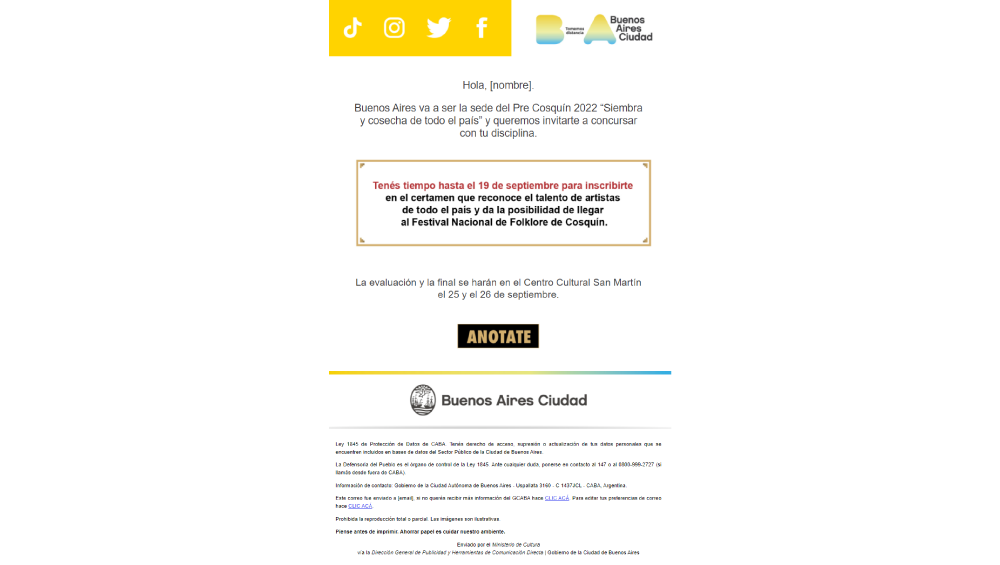 Tomamos
distancia
Buenos
Aires
Ciudad
Hola, [nombre].
Buenos Aires va a ser la sede del Pre Cosquín 2022 “Siembra
y cosecha de todo el país” y queremos invitarte a concursar
con tu disciplina.
Tenés tiempo hasta el 19 de septiembre para inscribirte
en el certamen que reconoce el talento de artistas
de todo el país y da la posibilidad de llegar
al Festival Nacional de Folklore de Cosquín.
La evaluación y la final se harán en el Centro Cultural San Martín
el 25 y el 26 de septiembre.
ANOTATE
Buenos Aires Ciudad
Ley 1845 de Protección de Datos de CABA. Tenés derecho de acceso, supresión o actualización de tus datos personales que se
encuentren incluidos en bases de datos del Sector Público de la Ciudad de Buenos Aires.
La Defensoría del Pueblo es el órgano de control de la Ley 1845. Ante cualquier duda, ponerse en contacto al 147 o al 0800-999-2727 (si
llamás desde fuera de CABA).
Información de contacto: Gobierno de la Ciudad Autónoma de Buenos Aires - Uspallata 3160 - C 1437JCL - CABA, Argentina.
Este correo fue enviado a [email], si no querés recibir más información del GCABA hace CLIC ACÁ. Para editar tus preferencias de correo
hace CLIC ACÁ.
Prohibida la reproducción total o parcial. Las imágenes son ilustrativas.
Piense antes de imprimir. Ahorrar papel es cuidar nuestro ambiente.
Enviado por el Ministerio de Cultura
vía la Dirección General de Publicidad y Herramientas de Comunicación Directa | Gobierno de la Ciudad de Buenos Aires